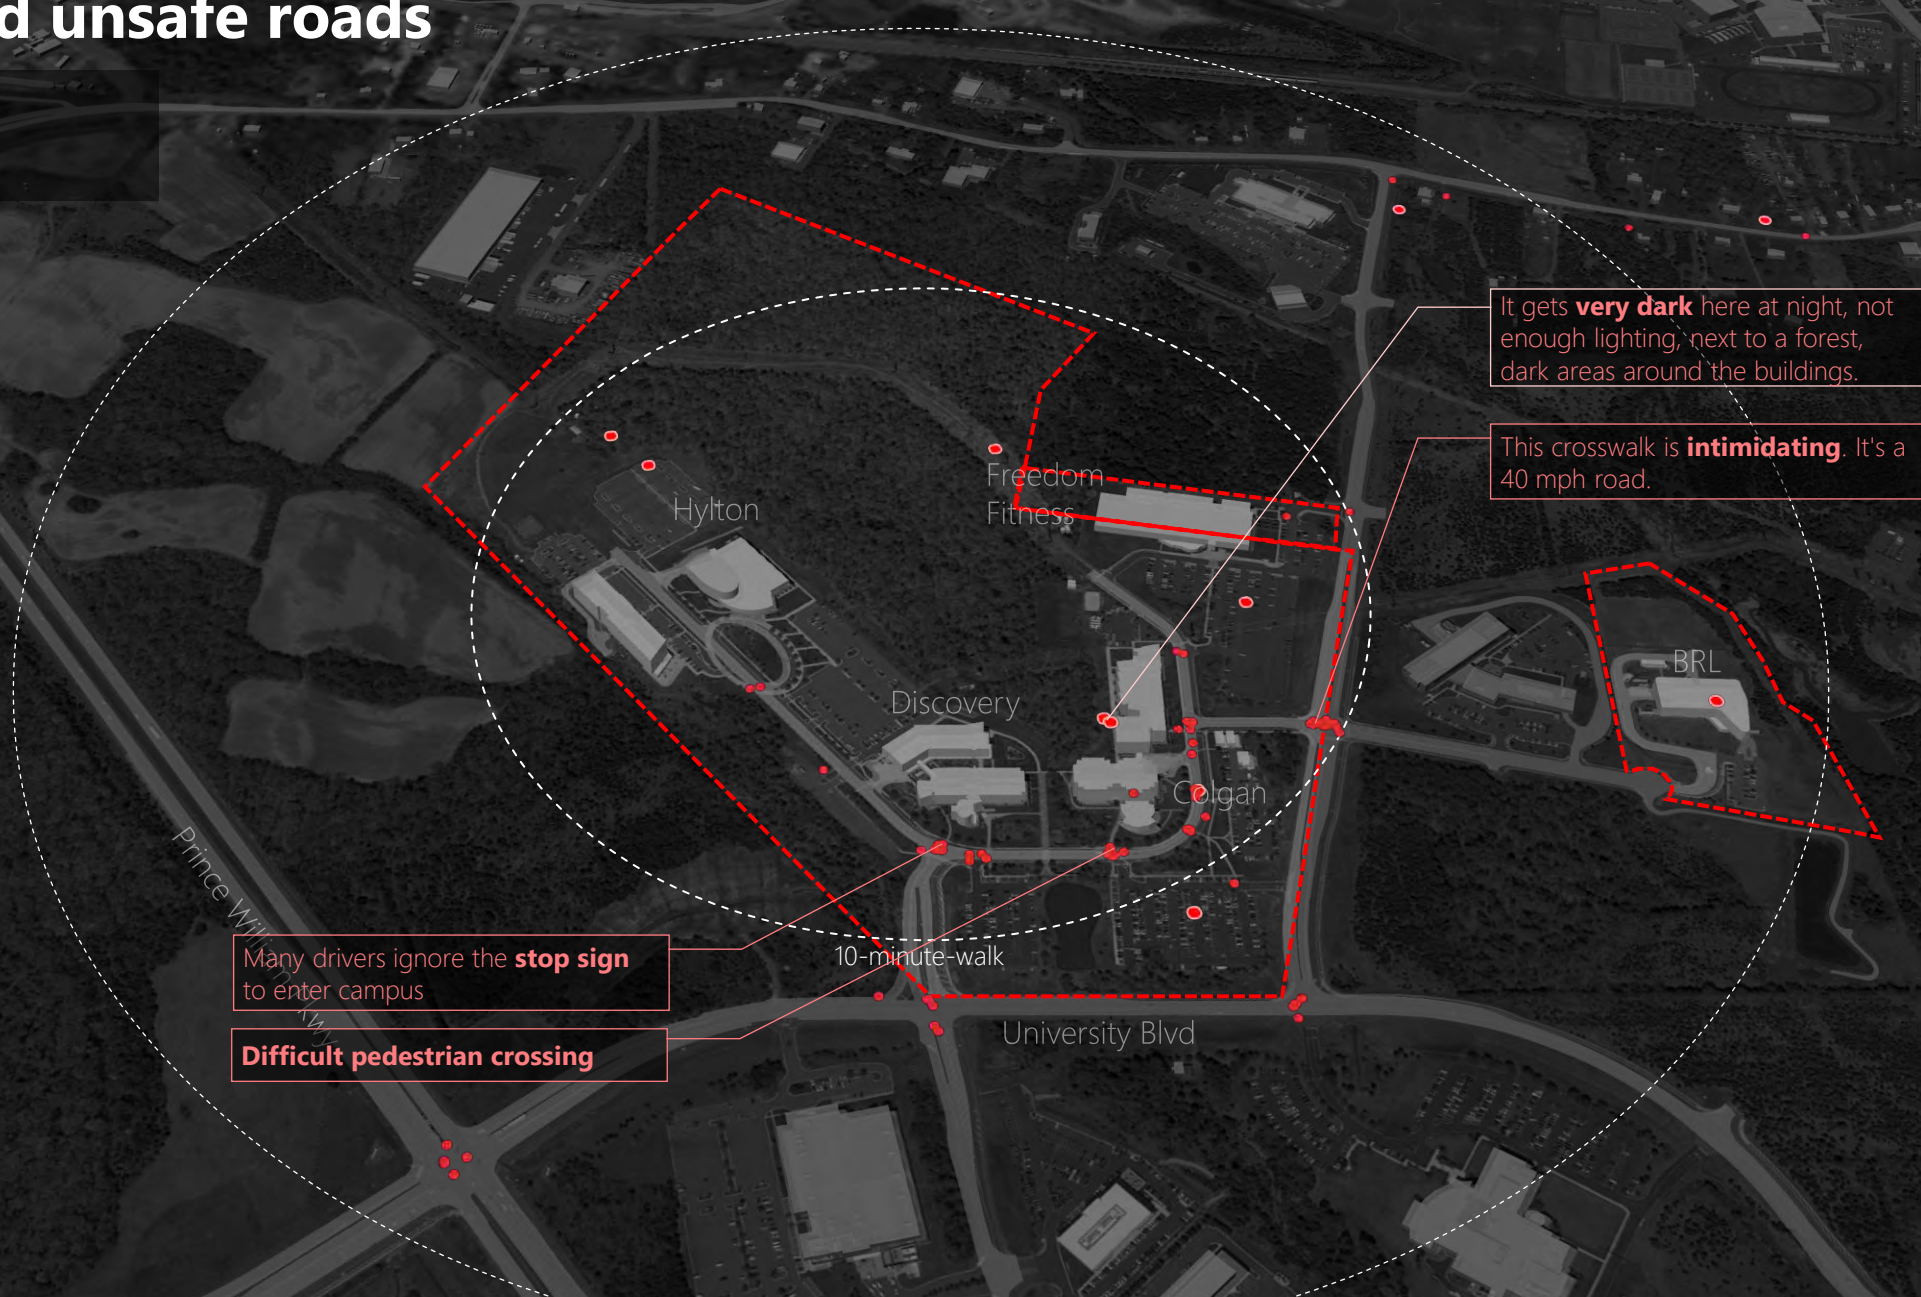 d unsafe roads
It gets very dark here at night, not
enough lighting, next to a forest,
dark areas around the buildings.
This crosswalk is intimidating. It's a
40 mph road.
Freedom
Fitness
Hylton
BRL
Discovery
Colgan
Prince William Pkwy
Many drivers ignore the stop sign
to enter campus
10-minute-walk
University Blvd
Difficult pedestrian crossing